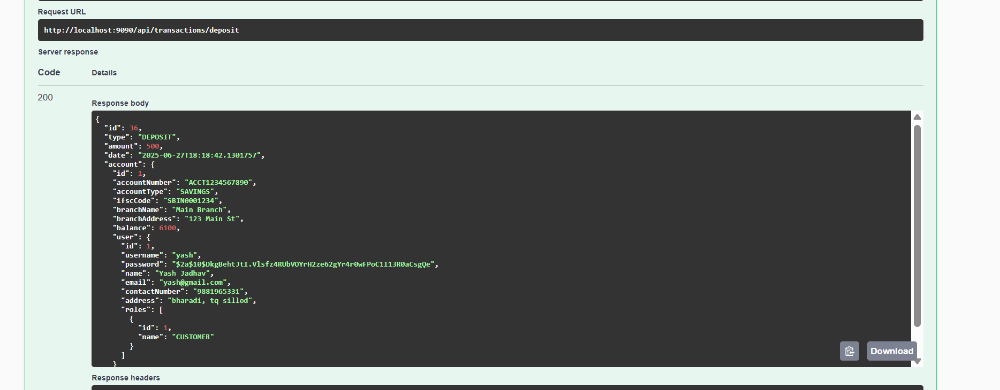 Request URL
http://localhost:9090/api/transactions/deposit
Server response
Code Details
200
Response body
{
  "id": 36,
  "type": "DEPOSIT",
  "amount": 500,
  "date": "2025-06-27T18:18:42.1301757",
  "account": {
    "id": 1,
    "accountNumber": "ACCT1234567890",
    "accountType": "SAVINGS",
    "ifscCode": "SBIN0001234",
    "branchName": "Main Branch",
    "branchAddress": "123 Main St",
    "balance": 6100,
    "user": {
      "id": 1,
      "username": "yash",
      "password": "$2a$10$DkgBehtJtI.Vlsfz4RUbVOYrH2ze62gYr4r0wFPoC1I13R0aCsgQe",
      "name": "Yash Jadhav",
      "email": "yash@gmail.com",
      "contactNumber": "9881965331",
      "address": "bharadi, tq sillod",
      "roles": [
        {
          "id": 1,
          "name": "CUSTOMER"
        }
      ]
    }
Download
Response headers